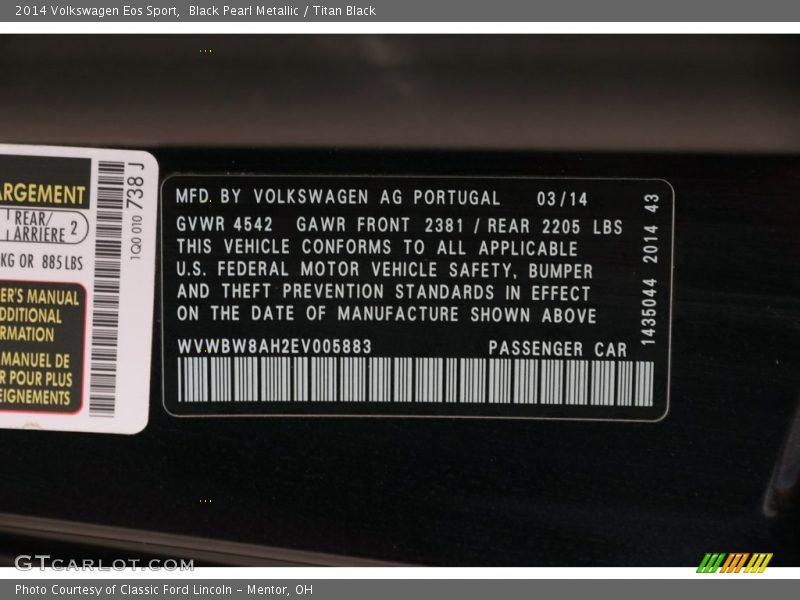 2014 Volkswagen Eos Sport, Black Pearl Metallic / Titan Black
ARGEMENT
REAR/
ARRIÈRE 2
KG OR 885 LBS
ER'S MANUAL
DDITIONAL
RMATION
MANUEL DE
R POUR PLUS
EIGNEMENTS
1Q0 010 738 J
MFD. BY VOLKSWAGEN AG PORTUGAL 03/14
GVWR 4542 GAWR FRONT 2381 / REAR 2205 LBS
THIS VEHICLE CONFORMS TO ALL APPLICABLE
U.S. FEDERAL MOTOR VEHICLE SAFETY, BUMPER
AND THEFT PREVENTION STANDARDS IN EFFECT
ON THE DATE OF MANUFACTURE SHOWN ABOVE
WVWBW8AH2EV005883 PASSENGER CAR
1435044 2014 43
GTCARLOT.COM
Photo Courtesy of Classic Ford Lincoln - Mentor, OH